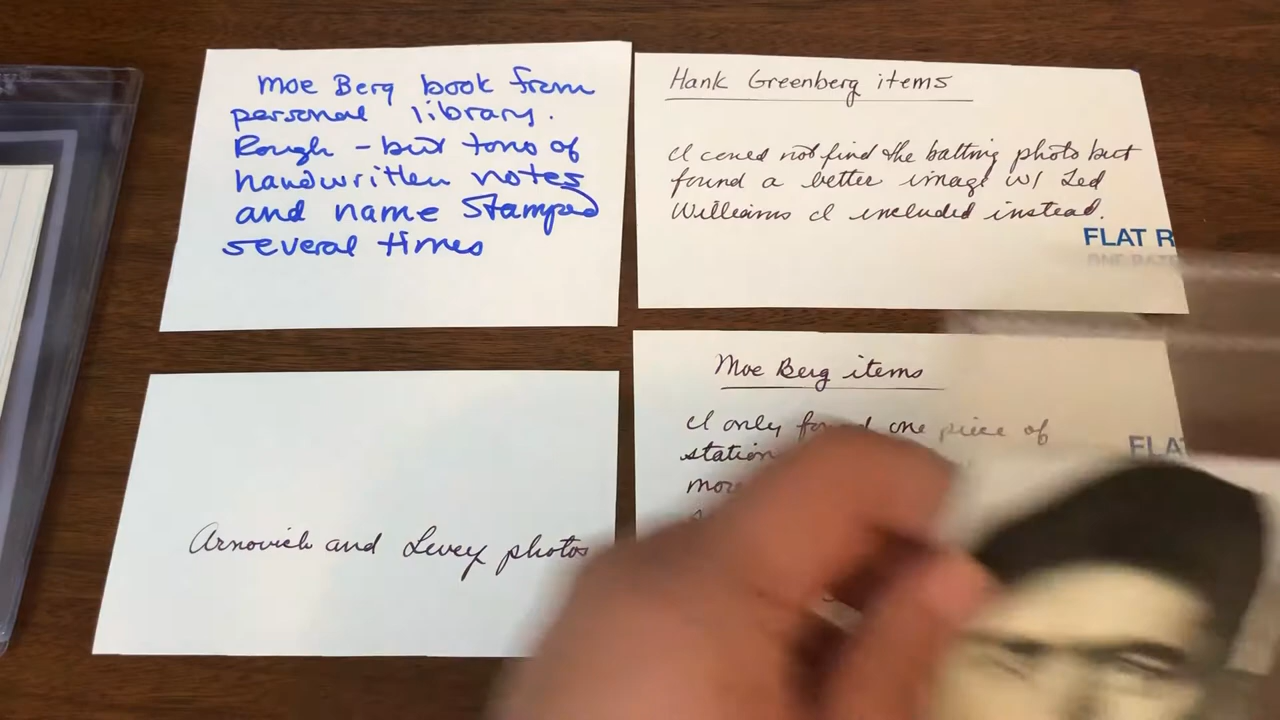 Moe Berg book from
personal library.
Rough - but tons of
handwritten notes
and name stamped
several times
Hank Greenberg items
I could not find the batting photo but
found a better image w/ Ted
Williams I included instead.
FLAT R
ONE RATE
Moe Berg items
I only found one piece of
FLAT
Arnovich and Levey photos